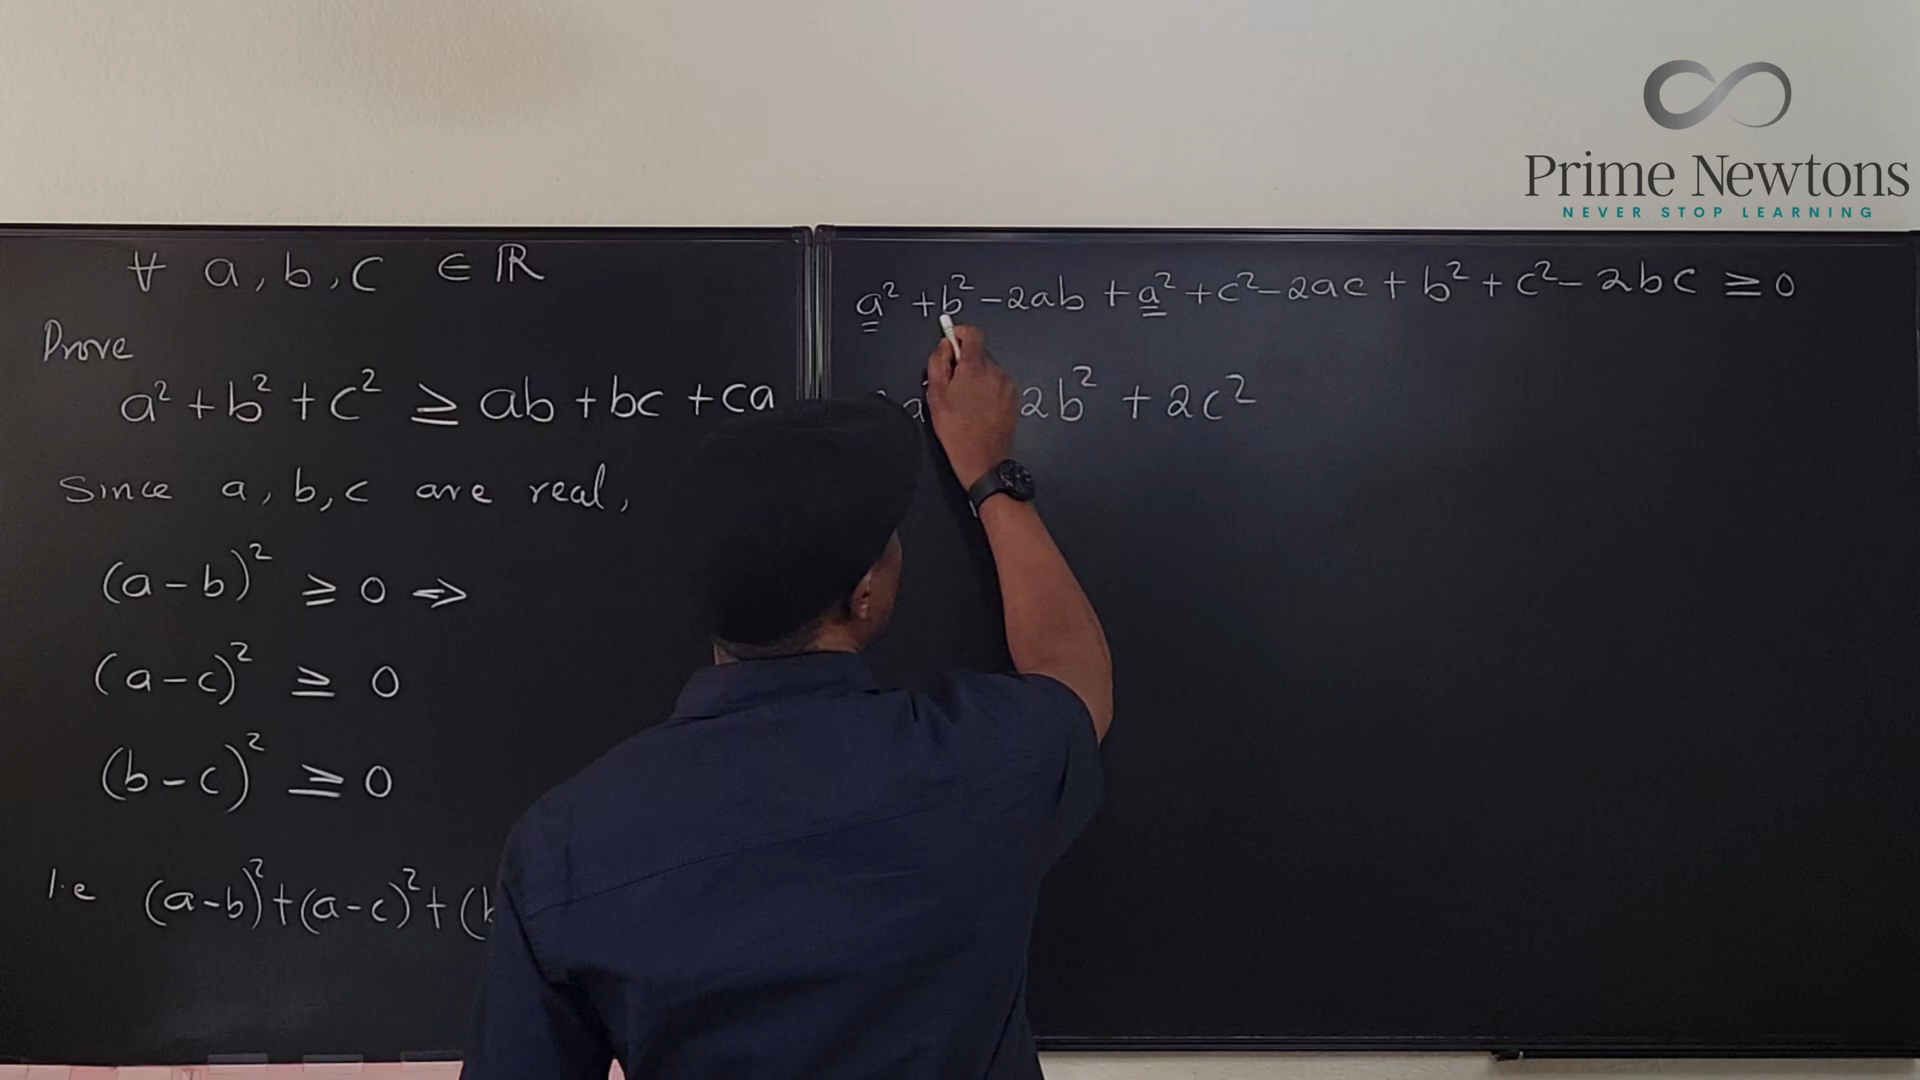 Prime Newtons
NEVER STOP LEARNING
∀ a, b, c ∈ ℝ
Prove
a² + b² + c² ≥ ab + bc + ca
Since a, b, c are real,
(a - b)² ≥ 0 ⇒
(a - c)² ≥ 0
(b - c)² ≥ 0
I.e (a-b)² + (a-c)² + (b
a² + b² - 2ab + a² + c² - 2ac + b² + c² - 2bc ≥ 0
a 2b² + 2c²